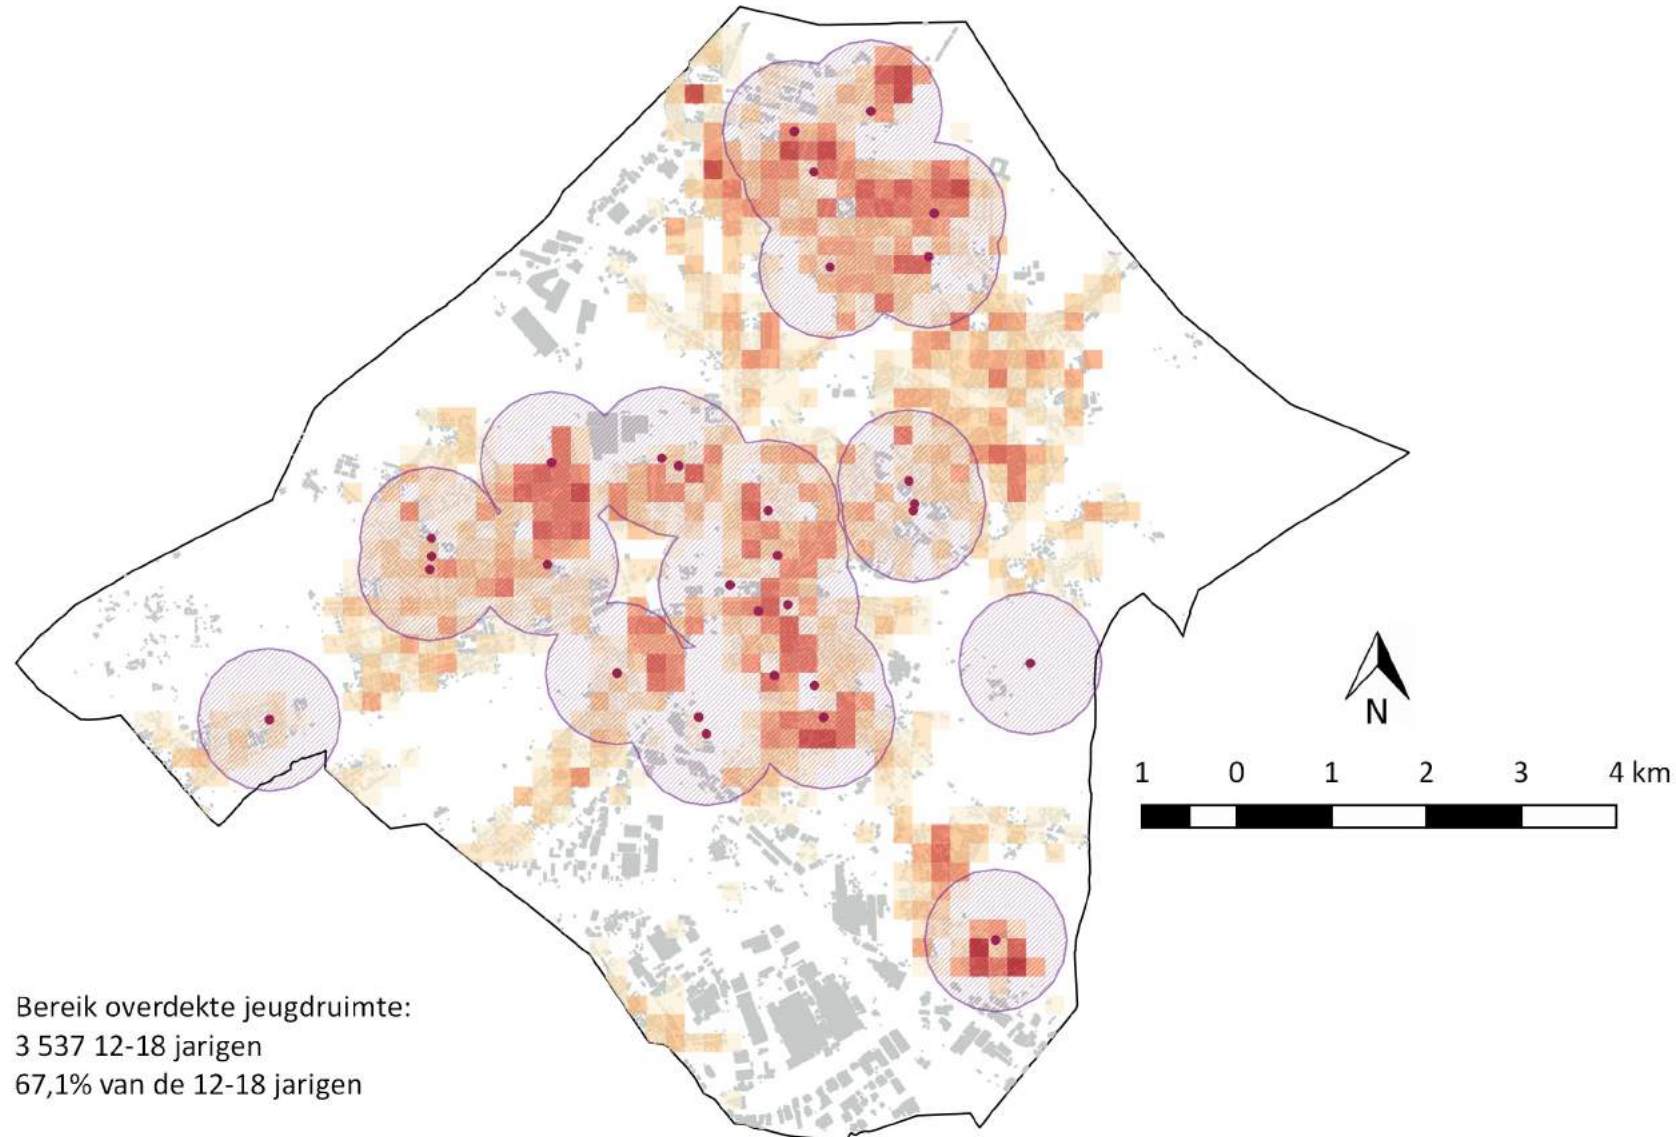 N
1 0 1 2 3 4 km
Bereik overdekte jeugdruimte:
3 537 12-18 jarigen
67,1% van de 12-18 jarigen